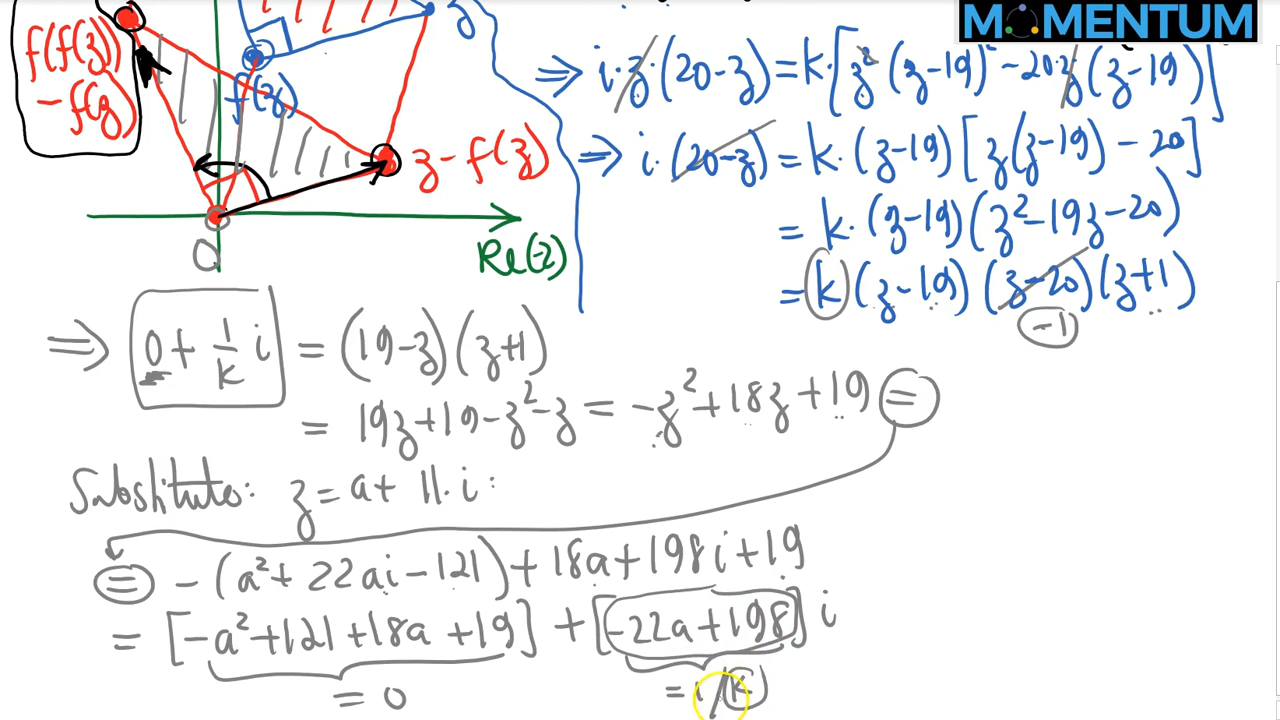 MOMENTUM
f(f(z))
- f(z)
f(z)
z - f(z)
O
Re(z)
⟹ i·z·(20-z) = k·[z²(z-19)² - 20·z(z-19)]
⟹ i·(20-z) = k·(z-19)[z(z-19) - 20]
= k·(z-19)(z²-19z-20)
= k(z-19)(z-20)(z+1)
-1
⟹ 0 + 1/k i = (19-z)(z+1)
= 19z+19-z²-z = -z²+18z+19 =
Substitute: z = a + 11·i:
= -(a²+22ai-121)+18a+198i+19
= [-a²+121+18a+19] + [-22a+198] i
= 0
= 1/k